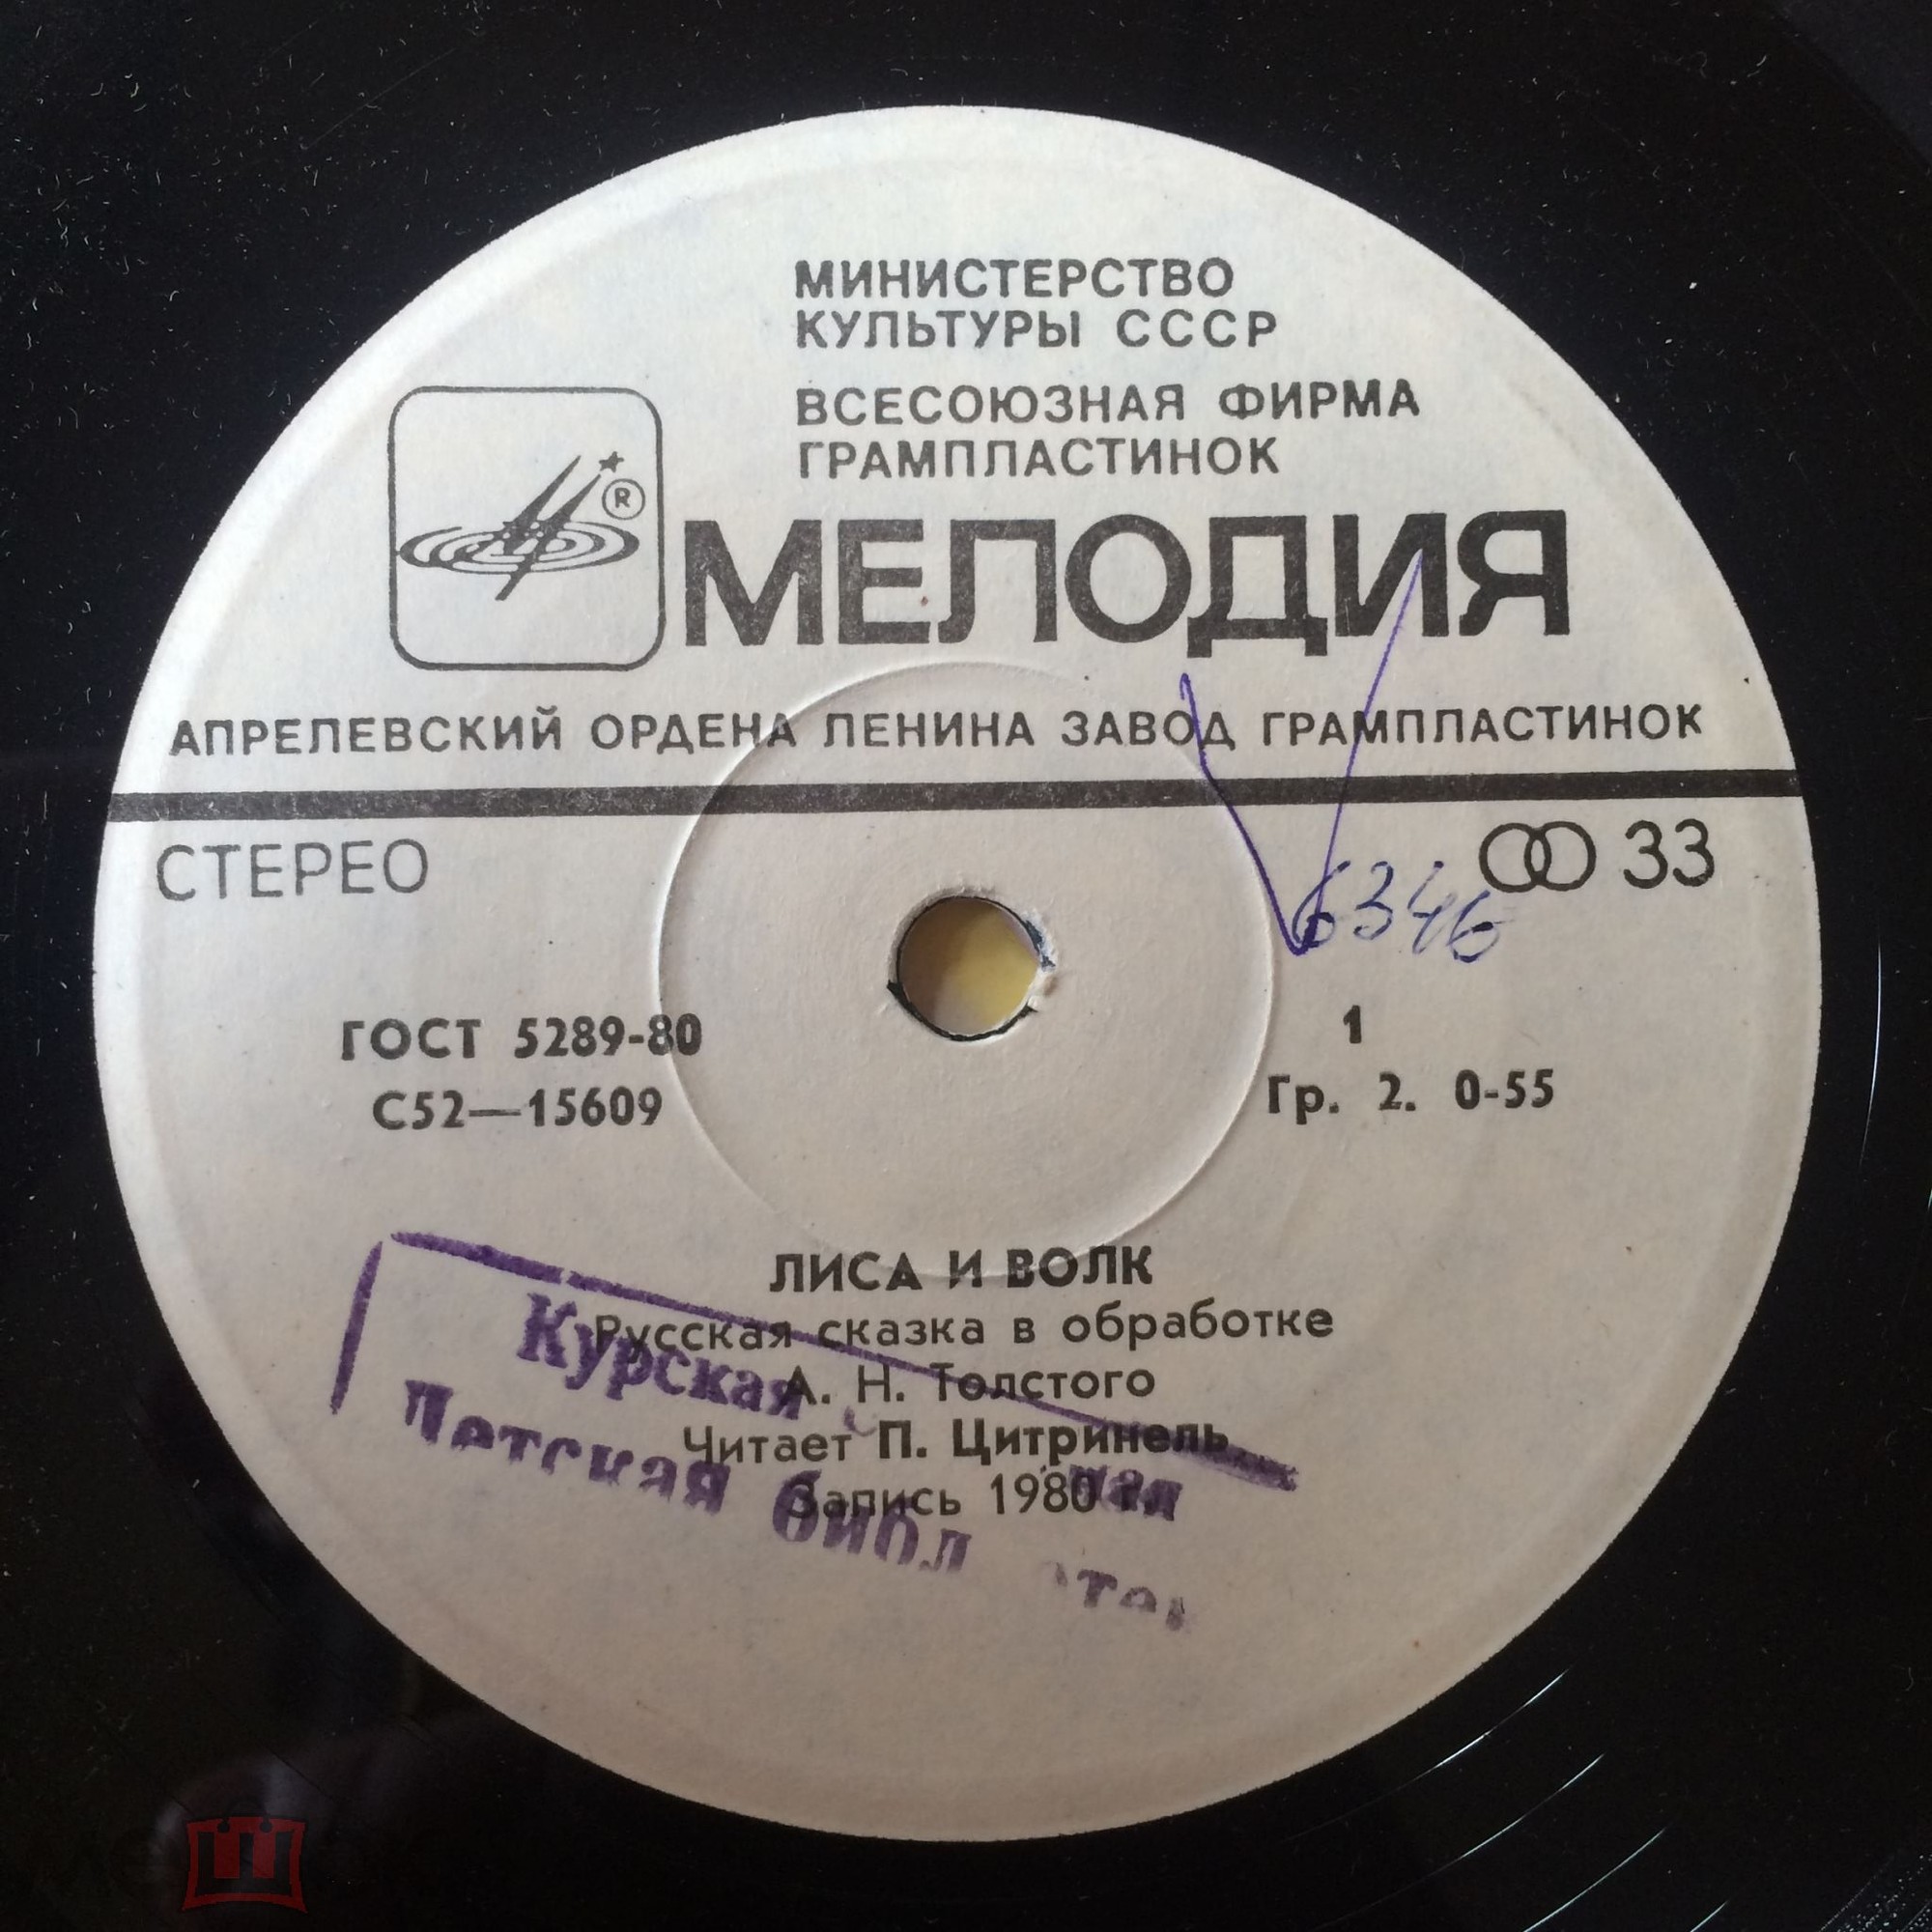 МИНИСТЕРСТВО
КУЛЬТУРЫ СССР
ВСЕСОЮЗНАЯ ФИРМА
ГРАМПЛАСТИНОК
®
МЕЛОДИЯ
АПРЕЛЕВСКИЙ ОРДЕНА ЛЕНИНА ЗАВОД ГРАМПЛАСТИНОК
СТЕРЕО
33
6346
ГОСТ 5289-80
1
С52—15609
Гр. 2. 0-55
ЛИСА И ВОЛК
Русская сказка в обработке
А. Н. Толстого
Читает П. Цитринель
Запись 1980 г.
Курская
Детская